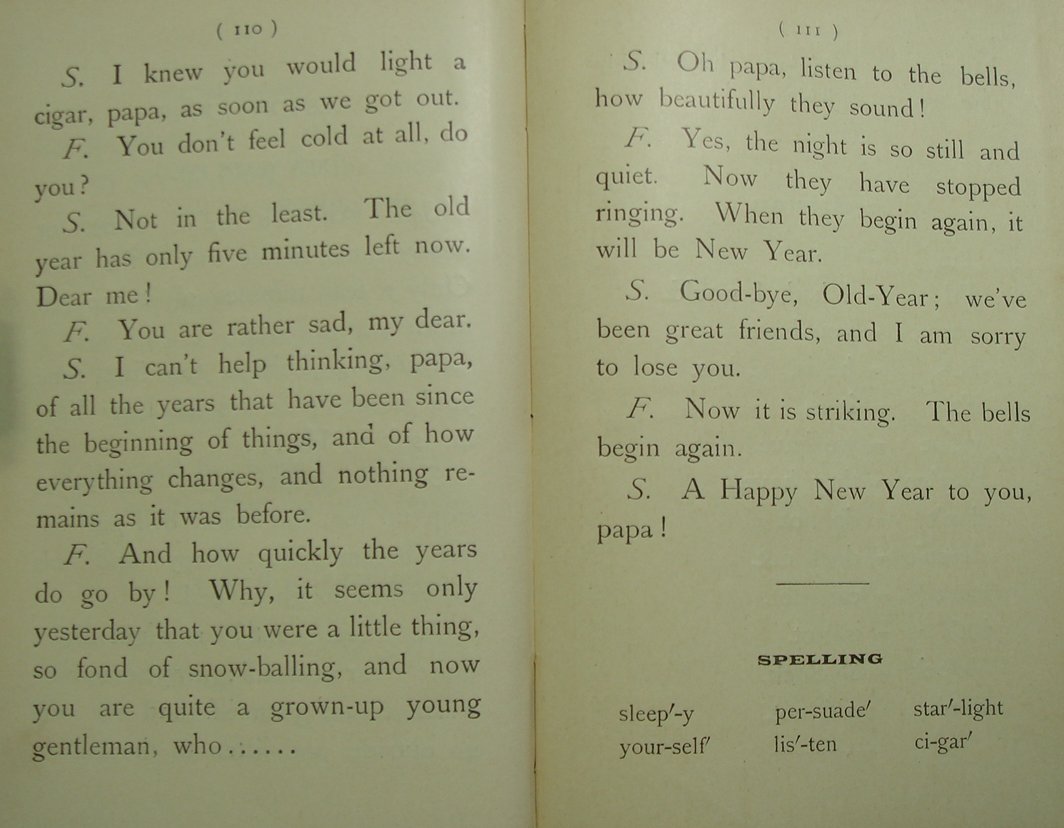 ( 110 )
S. I knew you would light a
cigar, papa, as soon as we got out.
F. You don't feel cold at all, do
you?
S. Not in the least. The old
year has only five minutes left now.
Dear me!
F. You are rather sad, my dear.
S. I can't help thinking, papa,
of all the years that have been since
the beginning of things, and of how
everything changes, and nothing re-
mains as it was before.
F. And how quickly the years
do go by! Why, it seems only
yesterday that you were a little thing,
so fond of snow-balling, and now
you are quite a grown-up young
gentleman, who......
( 111 )
S. Oh papa, listen to the bells,
how beautifully they sound!
F. Yes, the night is so still and
quiet. Now they have stopped
ringing. When they begin again, it
will be New Year.
S. Good-bye, Old-Year; we've
been great friends, and I am sorry
to lose you.
F. Now it is striking. The bells
begin again.
S. A Happy New Year to you,
papa!
SPELLING
sleep′-y per-suade′ star′-light
your-self′ lis′-ten ci-gar′